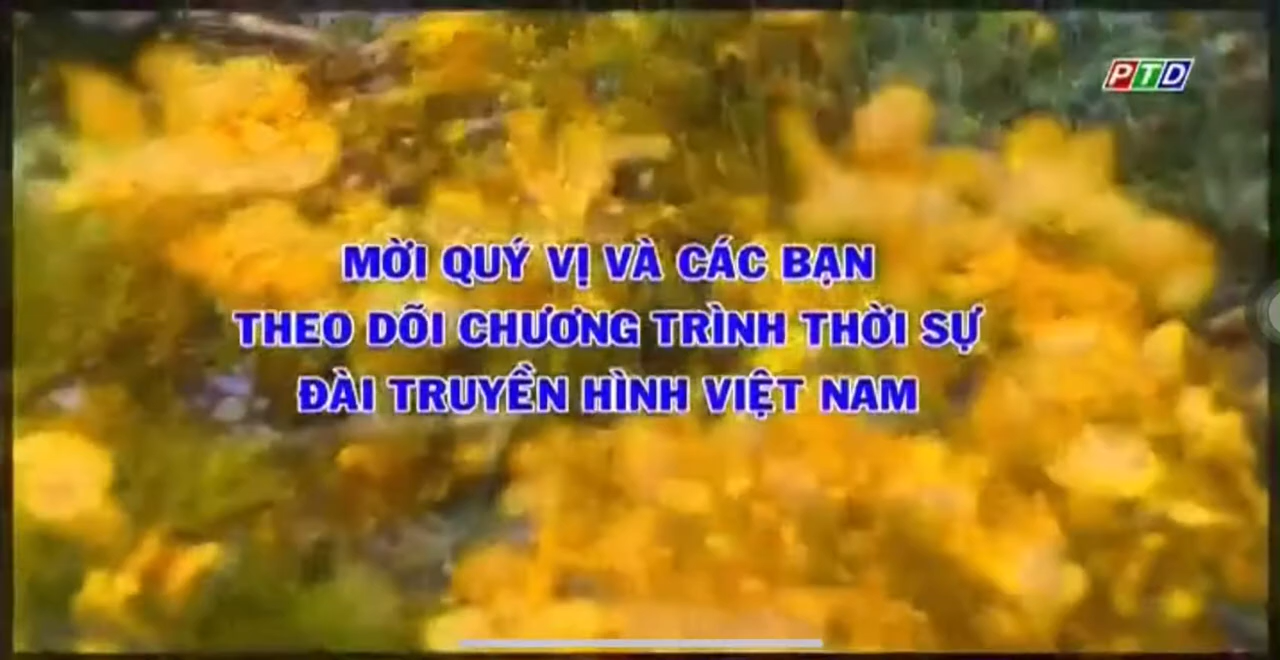 PTD
MỜI QUÝ VỊ VÀ CÁC BẠN
THEO DÕI CHƯƠNG TRÌNH THỜI SỰ
ĐÀI TRUYỀN HÌNH VIỆT NAM